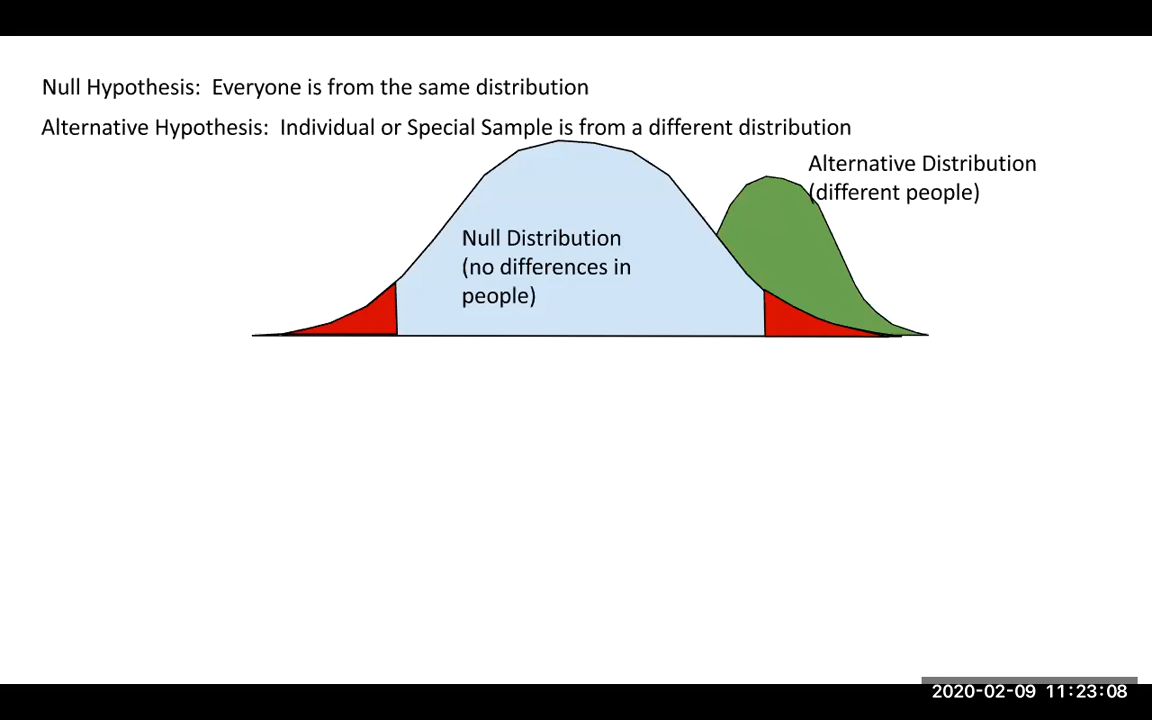 Null Hypothesis:  Everyone is from the same distribution
Alternative Hypothesis:  Individual or Special Sample is from a different distribution
Alternative Distribution
(different people)
Null Distribution
(no differences in
people)
2020-02-09 11:23:08